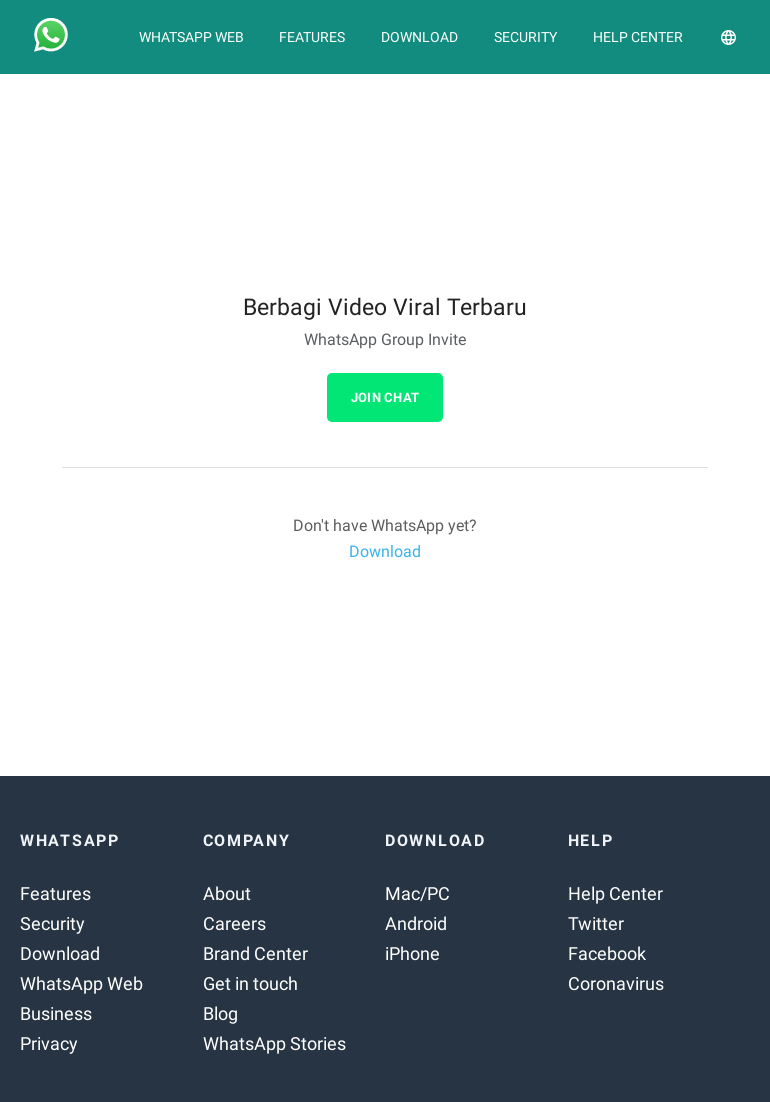 WHATSAPP WEB FEATURES DOWNLOAD SECURITY HELP CENTER
Berbagi Video Viral Terbaru
WhatsApp Group Invite
JOIN CHAT
Don't have WhatsApp yet?
Download
WHATSAPP
Features
Security
Download
WhatsApp Web
Business
Privacy
COMPANY
About
Careers
Brand Center
Get in touch
Blog
WhatsApp Stories
DOWNLOAD
Mac/PC
Android
iPhone
HELP
Help Center
Twitter
Facebook
Coronavirus